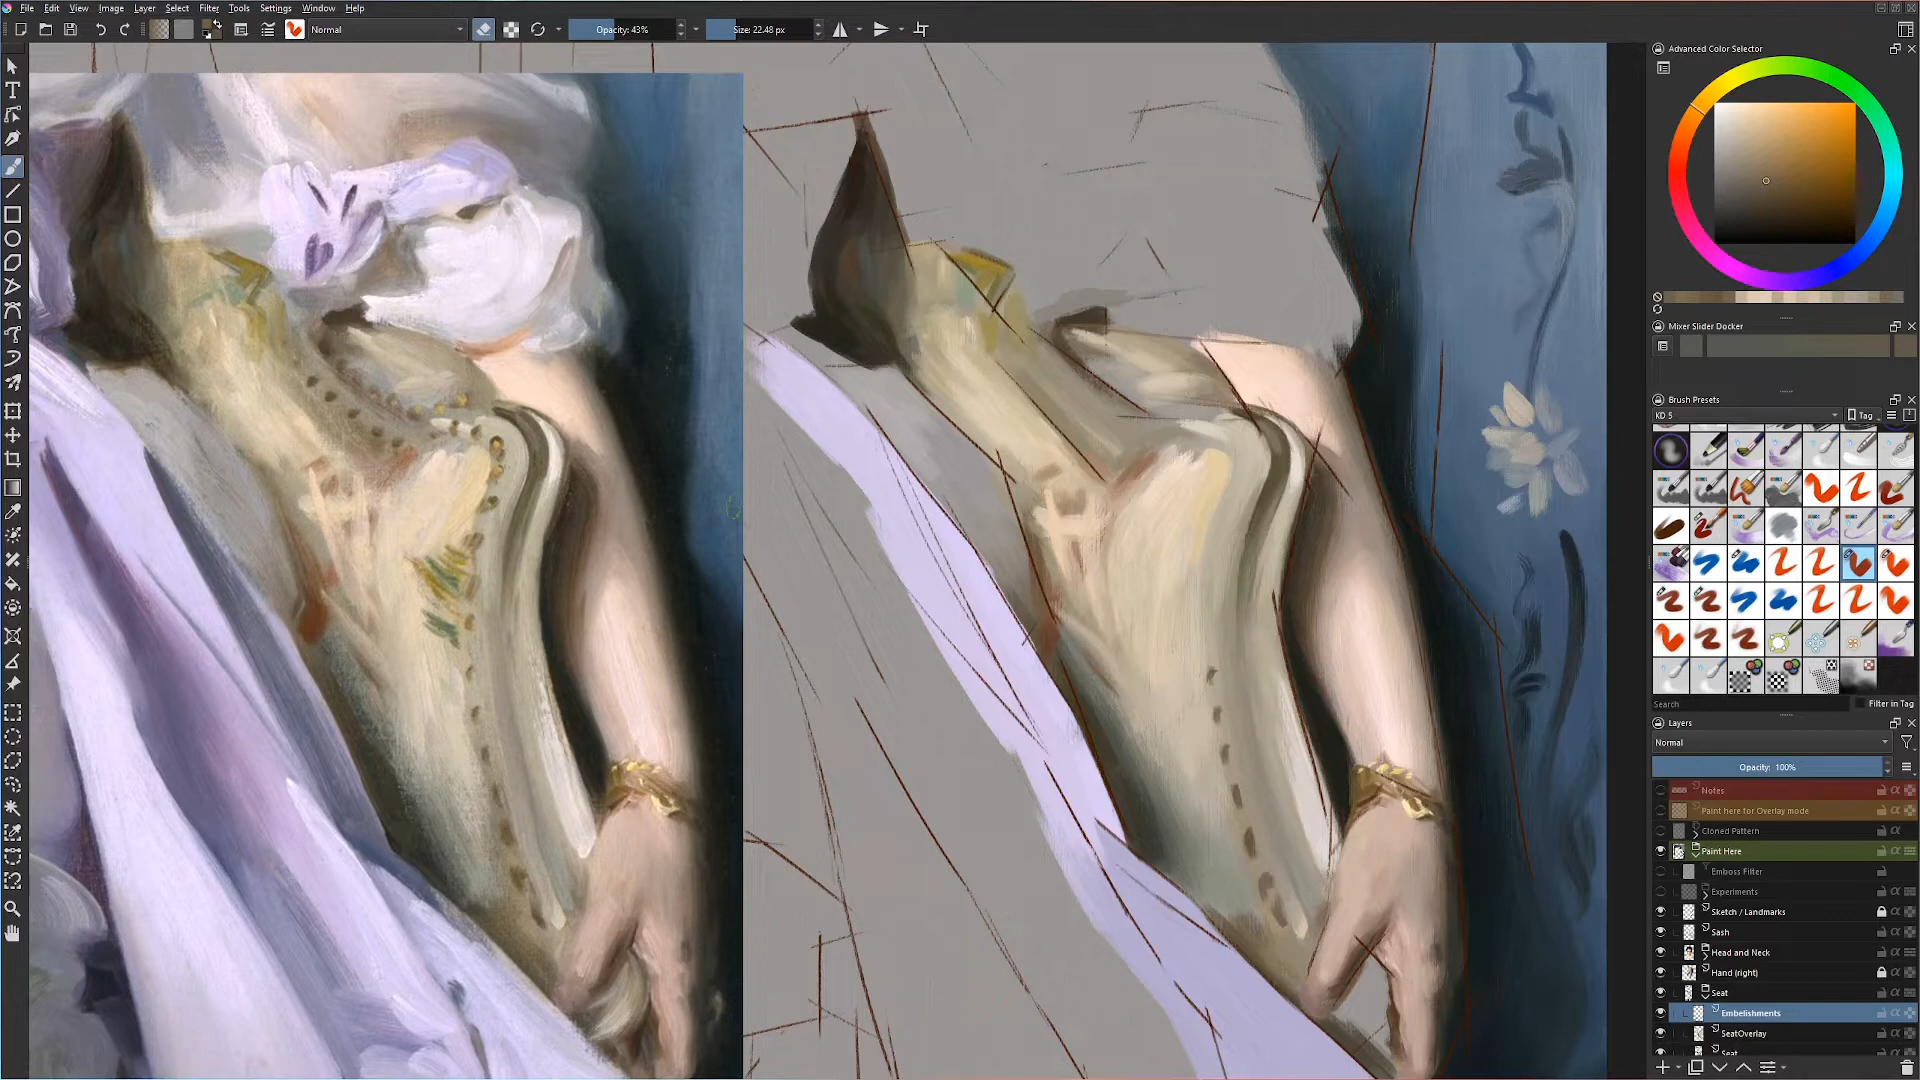 File Edit View Image Layer Select Filter Tools Settings Window Help
Normal
Opacity: 43%
Size: 22.48 px
Advanced Color Selector
Mixer Slider Docker
Brush Presets
KD 5
Tag
Search
Filter in Tag
Layers
Normal
Opacity: 100%
Notes
Paint here for Overlay mode
Cloned Pattern
Paint Here
Emboss Filter
Experiments
Sketch / Landmarks
Sash
Head and Neck
Hand (right)
Seat
Embelishments
SeatOverlay
Seat